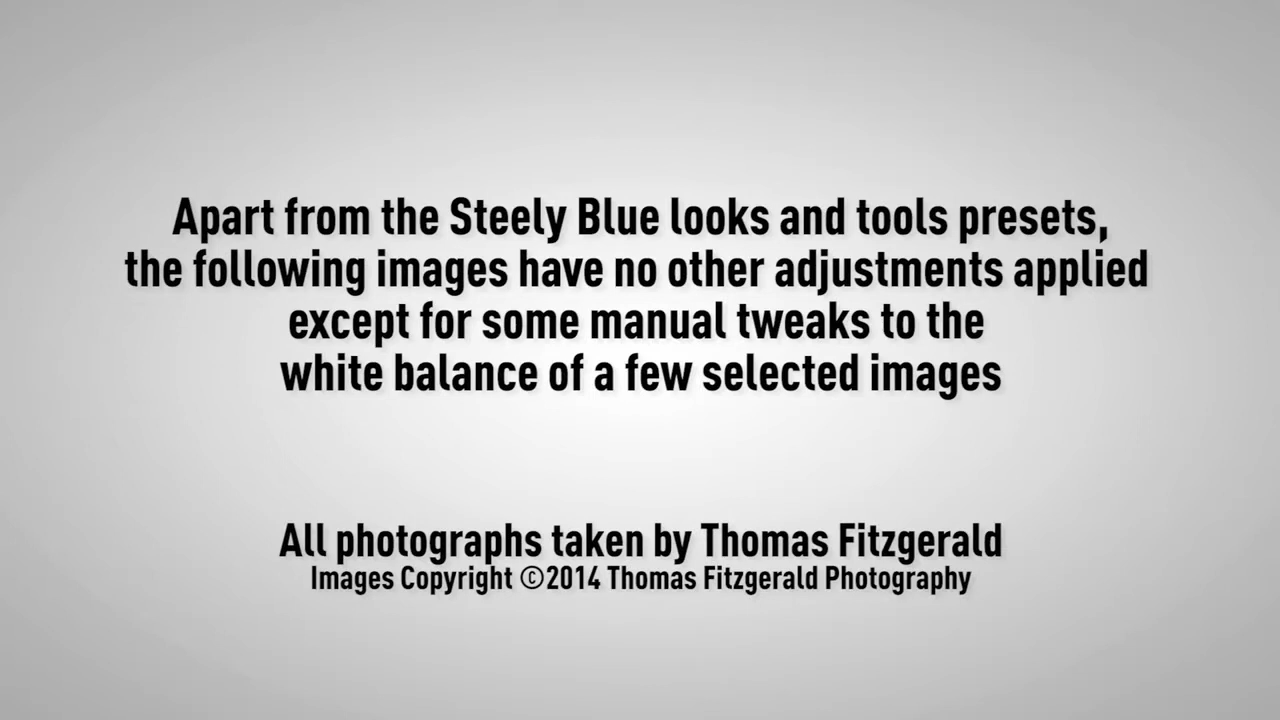 Apart from the Steely Blue looks and tools presets,
the following images have no other adjustments applied
except for some manual tweaks to the
white balance of a few selected images
All photographs taken by Thomas Fitzgerald
Images Copyright ©2014 Thomas Fitzgerald Photography